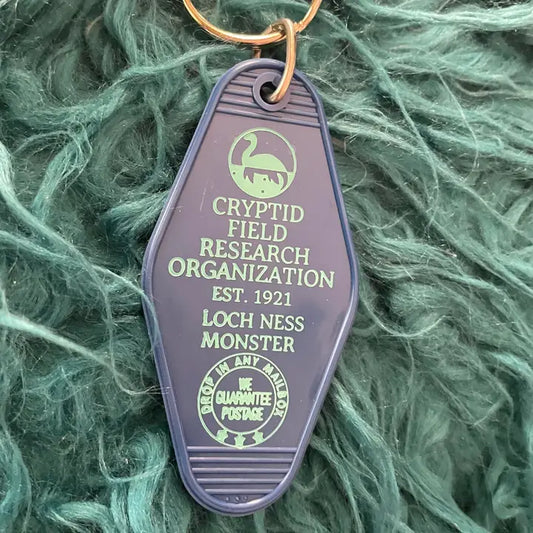 CRYPTID
FIELD
RESEARCH
ORGANIZATION
EST. 1921
LOCH NESS
MONSTER
DROP IN ANY MAILBOX
WE
GUARANTEE
POSTAGE